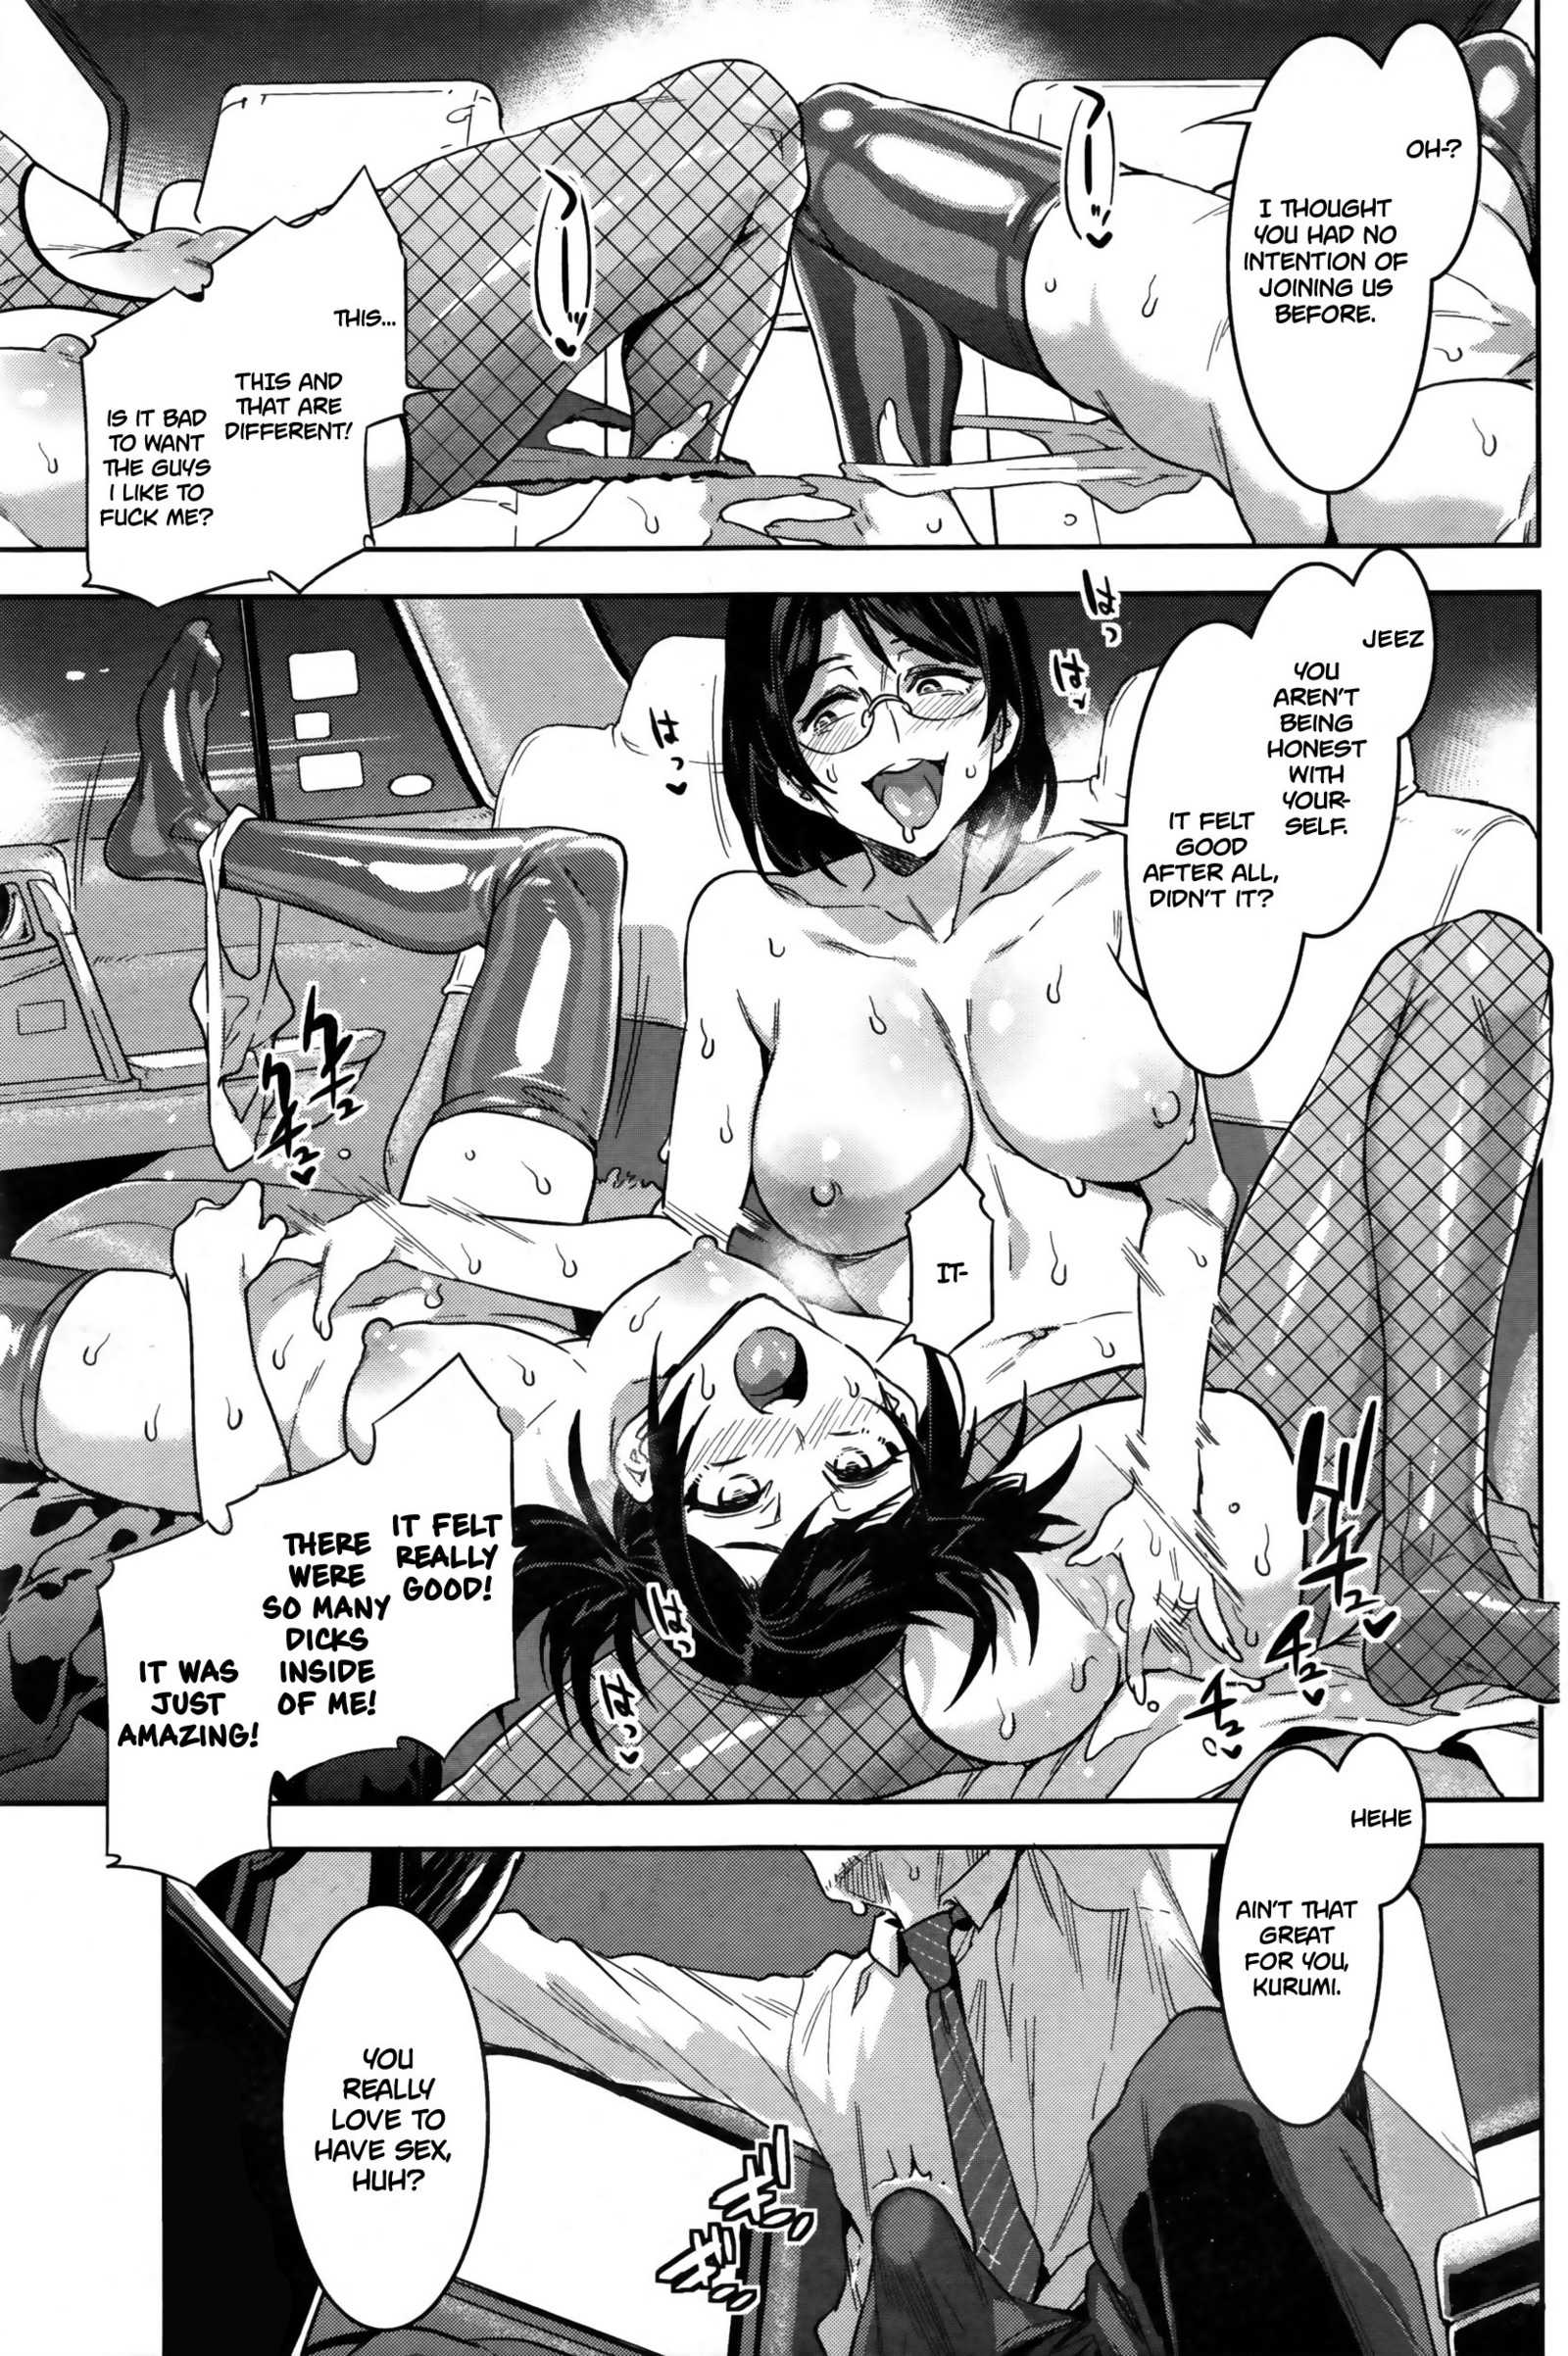 OH-?
I THOUGHT
YOU HAD NO
INTENTION OF
JOINING US
BEFORE.
THIS...
THIS AND
THAT ARE
DIFFERENT!
IS IT BAD
TO WANT
THE GUYS
I LIKE TO
FUCK ME?
JEEZ
YOU
AREN'T
BEING
HONEST
WITH
YOUR-
SELF.
IT FELT
GOOD
AFTER ALL,
DIDN'T IT?
IT-
IT FELT
REALLY
GOOD!
THERE
WERE
SO MANY
DICKS
INSIDE
OF ME!
IT WAS
JUST
AMAZING!
HEHE
AIN'T THAT
GREAT
FOR YOU,
KURUMI.
YOU
REALLY
LOVE TO
HAVE SEX,
HUH?